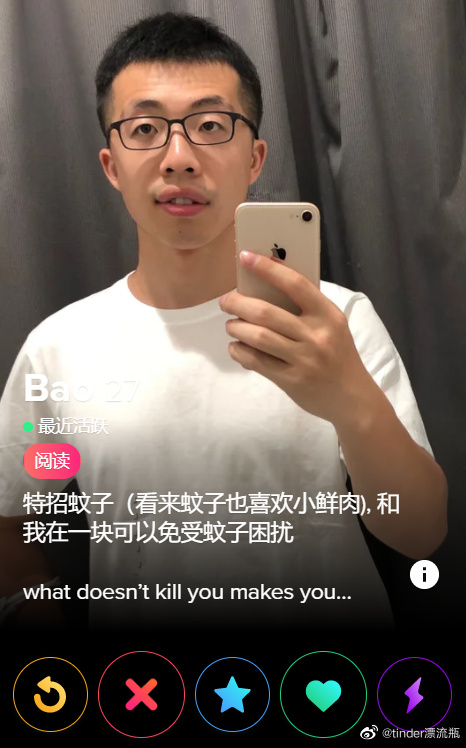 Bao 27
最近活跃
阅读
特招蚊子（看来蚊子也喜欢小鲜肉), 和
我在一块可以免受蚊子困扰
what doesn’t kill you makes you...
@tinder漂流瓶